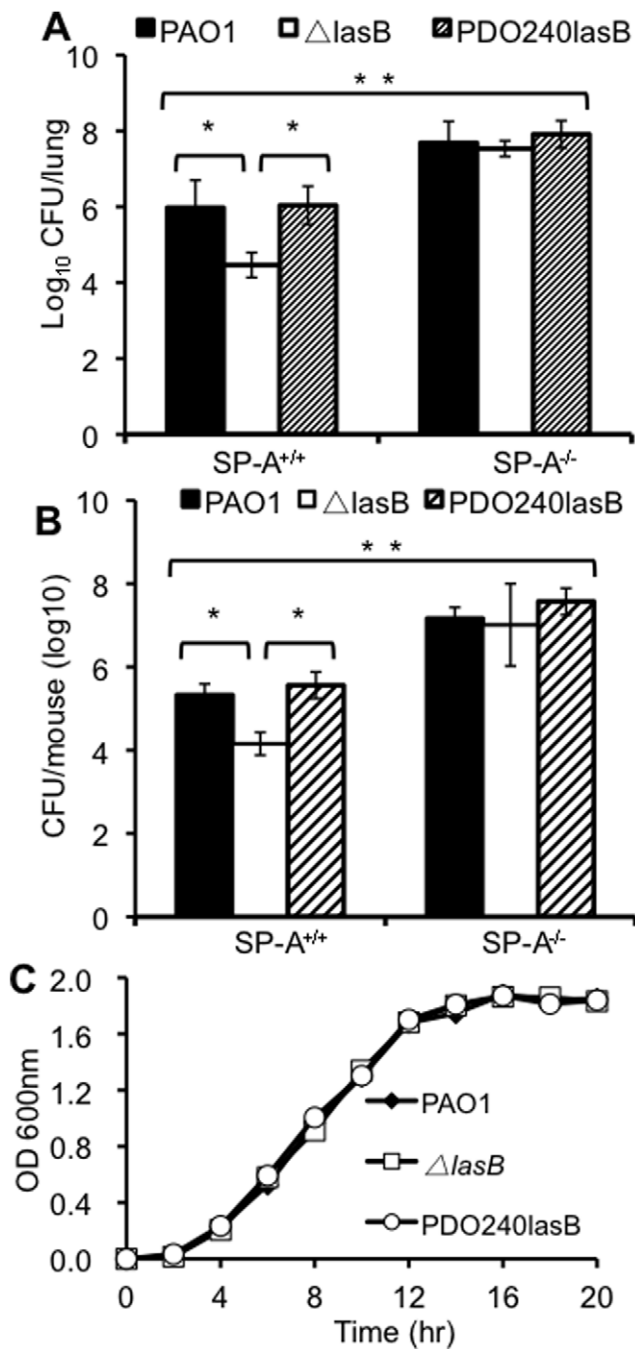 A
PAO1 △lasB PDO240lasB
* *
* *
Log₁₀ CFU/lung
10
8
6
4
2
0
SP-A⁺/⁺ SP-A⁻/⁻
B
PAO1 △lasB PDO240lasB
* *
* *
CFU/mouse (log10)
10
8
6
4
2
0
SP-A⁺/⁺ SP-A⁻/⁻
C
OD 600nm
2.0
1.6
1.2
0.8
0.4
0.0
PAO1
△lasB
PDO240lasB
0 4 8 12 16 20
Time (hr)